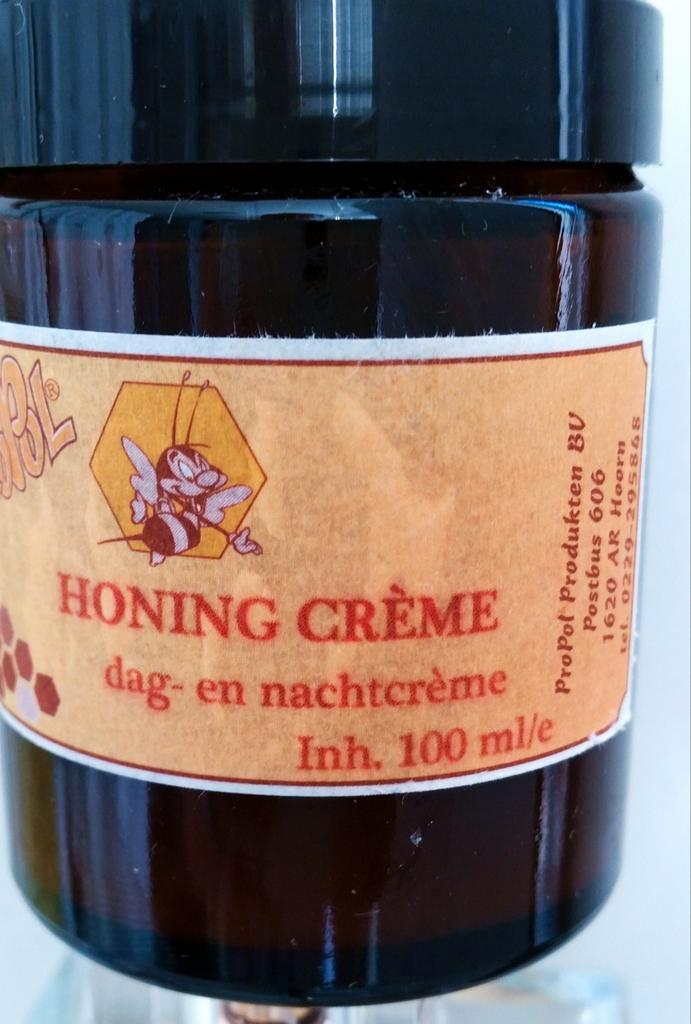 HONING CRÈME
dag- en nachtcrème
Inh. 100 ml/e
ProPol Produkten BV
Postbus 606
1620 AR Hoorn
tel. 0229-295868